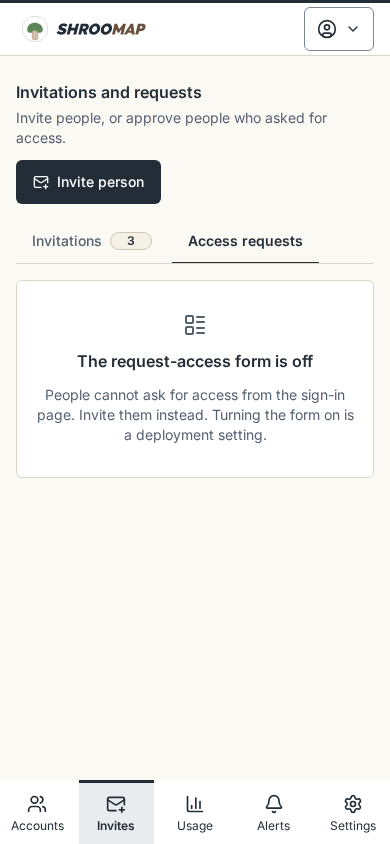 SHROOMAP
Invitations and requests
Invite people, or approve people who asked for
access.
Invite person
Invitations 3 Access requests
The request-access form is off
People cannot ask for access from the sign-in
page. Invite them instead. Turning the form on is
a deployment setting.
Accounts Invites Usage Alerts Settings